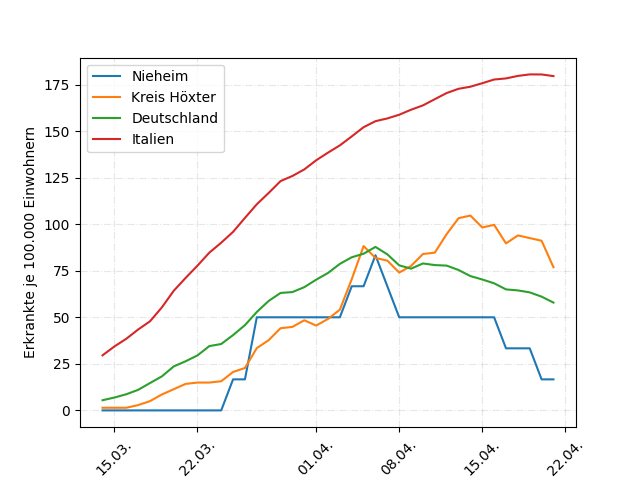 Nieheim
Kreis Höxter
Deutschland
Italien
Erkrankte je 100.000 Einwohnern
175
150
125
100
75
50
25
0
15.03.
22.03.
01.04.
08.04.
15.04.
22.04.